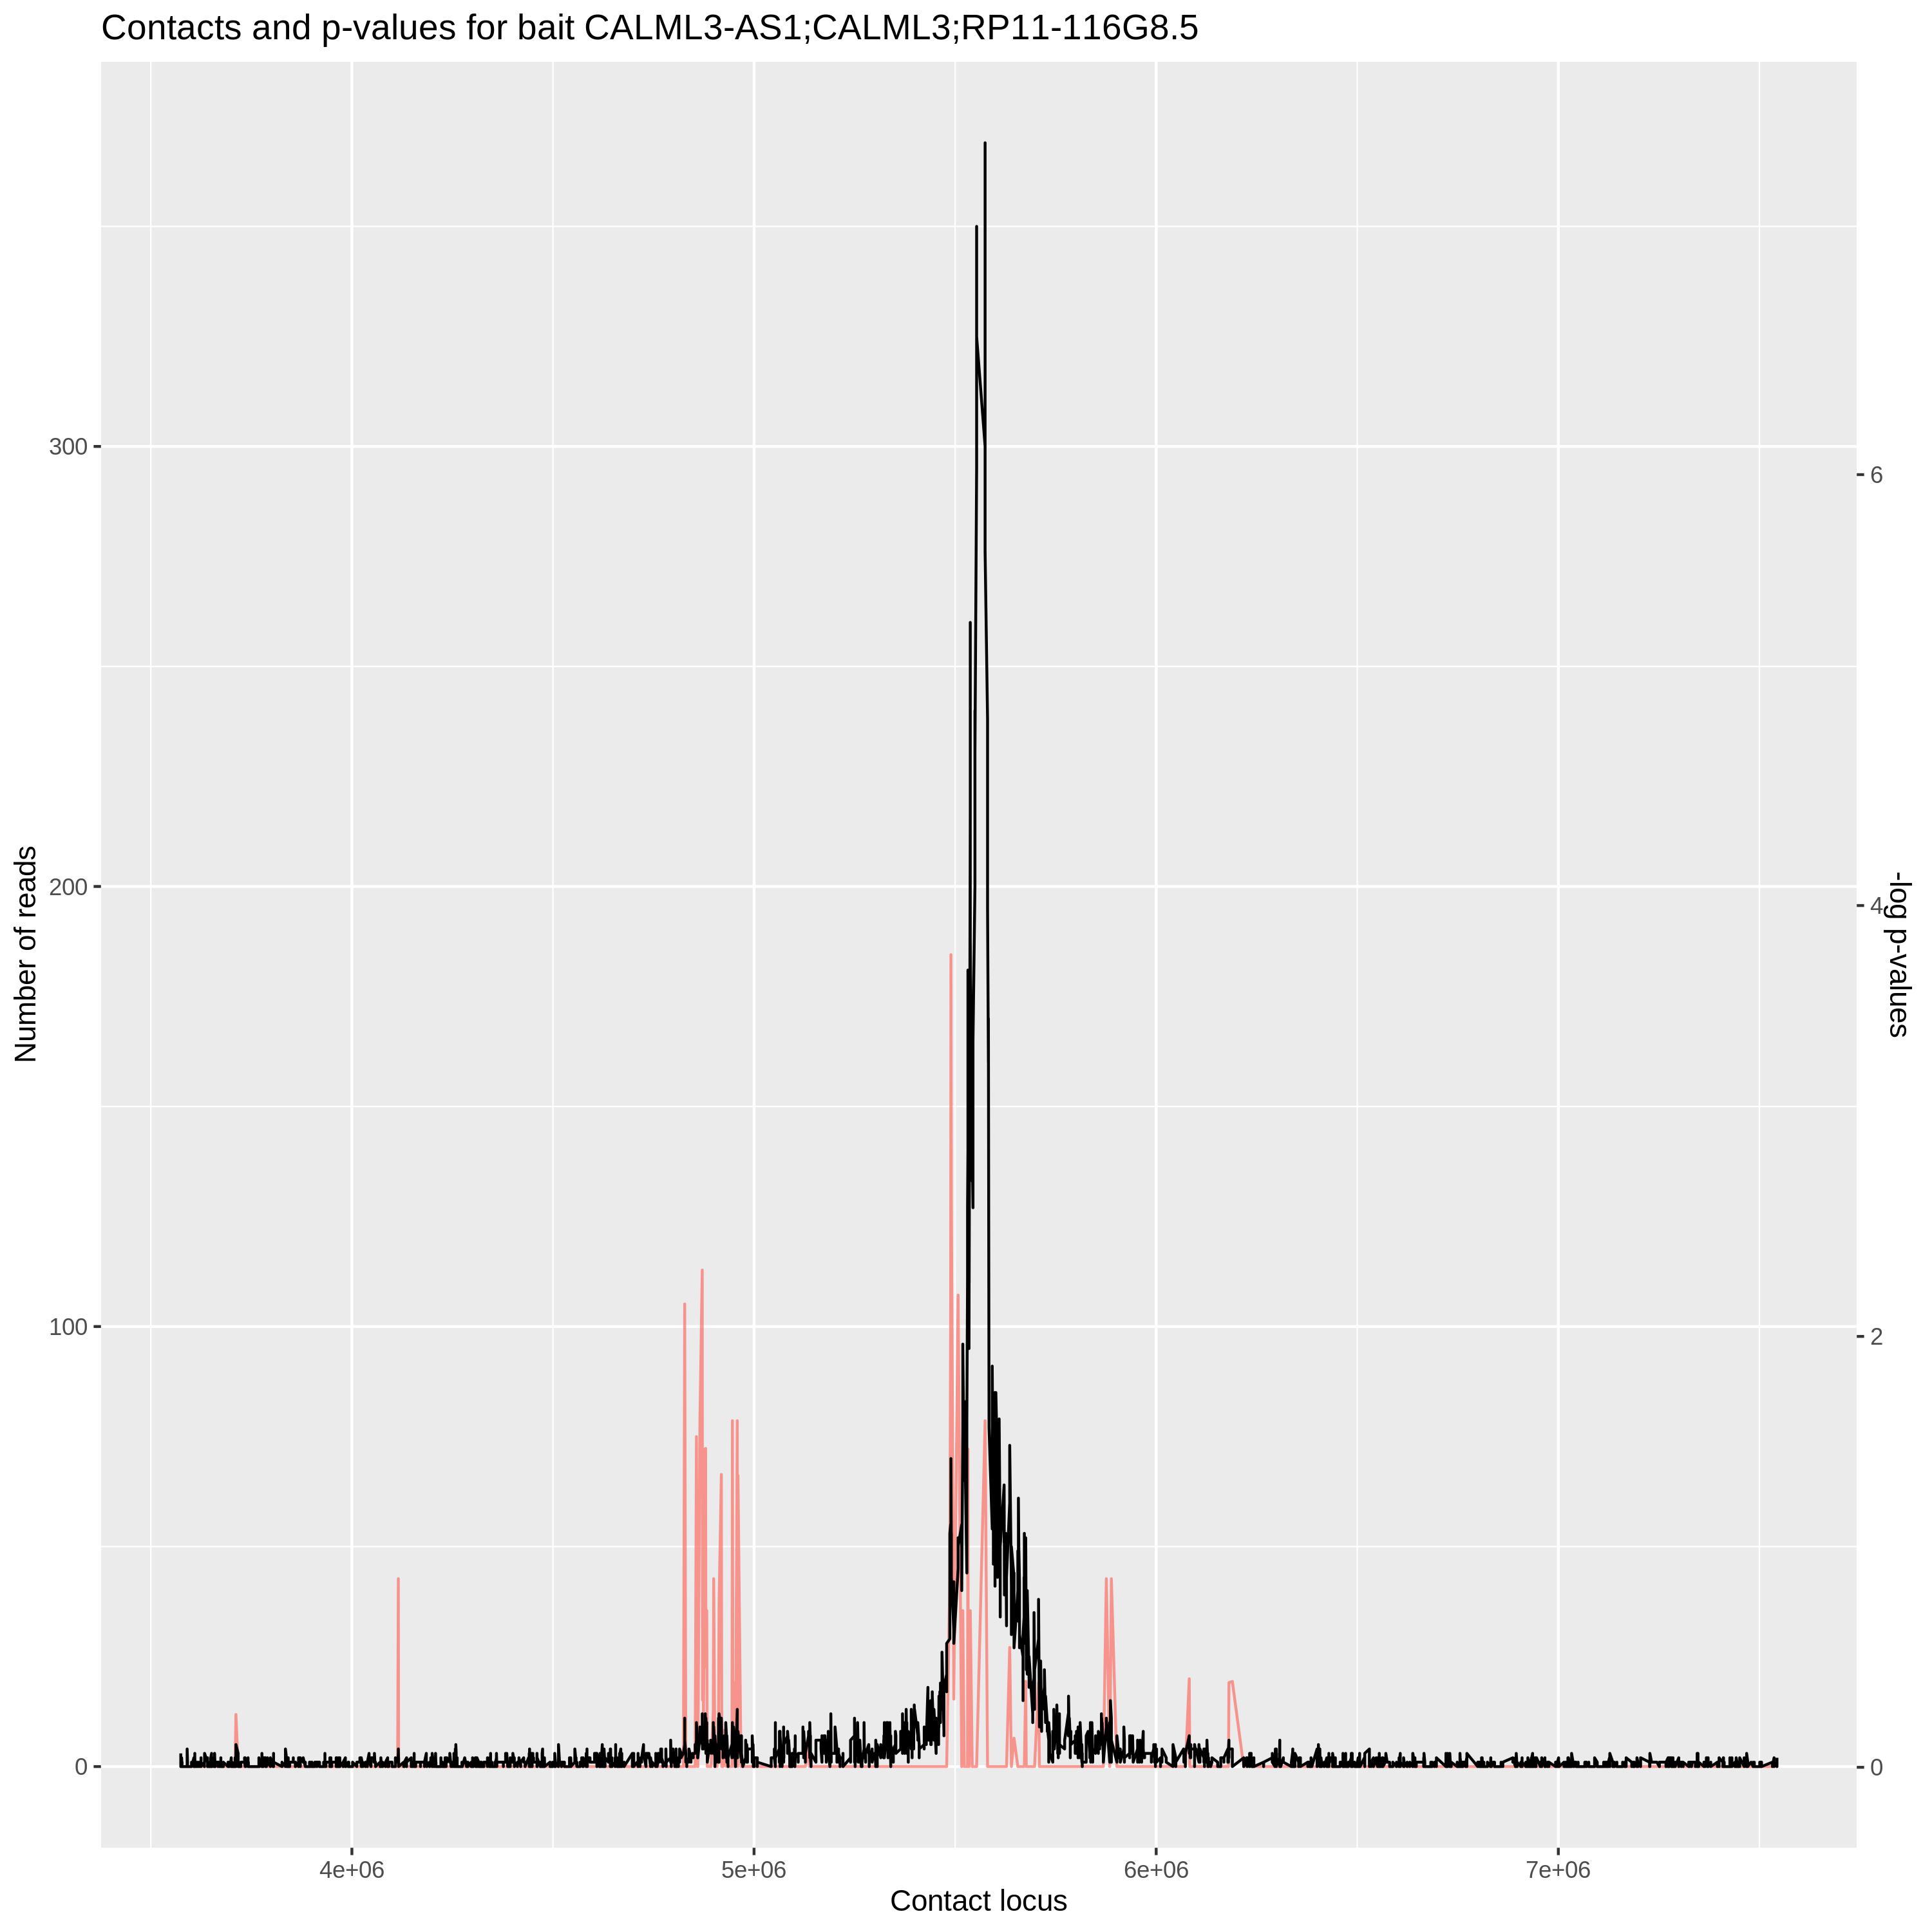 Contacts and p-values for bait CALML3-AS1;CALML3;RP11-116G8.5
300
200
100
0
Number of reads
6
4
2
0
-log p-values
4e+06 5e+06 6e+06 7e+06
Contact locus